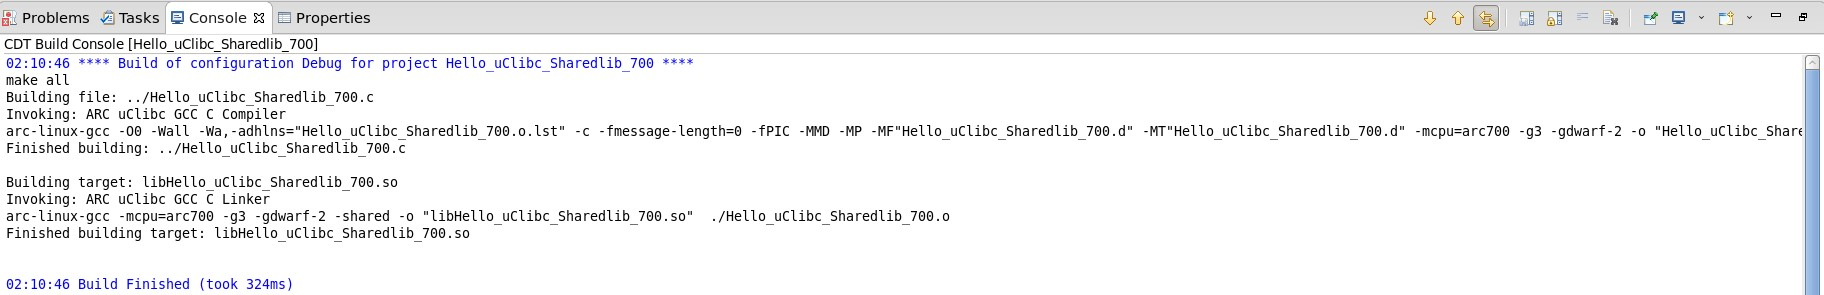 Problems Tasks Console Properties
CDT Build Console [Hello_uClibc_Sharedlib_700]
02:10:46 **** Build of configuration Debug for project Hello_uClibc_Sharedlib_700 ****
make all
Building file: ../Hello_uClibc_Sharedlib_700.c
Invoking: ARC uClibc GCC C Compiler
arc-linux-gcc -O0 -Wall -Wa,-adhlns="Hello_uClibc_Sharedlib_700.o.lst" -c -fmessage-length=0 -fPIC -MMD -MP -MF"Hello_uClibc_Sharedlib_700.d" -MT"Hello_uClibc_Sharedlib_700.d" -mcpu=arc700 -g3 -gdwarf-2 -o "Hello_uClibc_Share
Finished building: ../Hello_uClibc_Sharedlib_700.c
Building target: libHello_uClibc_Sharedlib_700.so
Invoking: ARC uClibc GCC C Linker
arc-linux-gcc -mcpu=arc700 -g3 -gdwarf-2 -shared -o "libHello_uClibc_Sharedlib_700.so"  ./Hello_uClibc_Sharedlib_700.o
Finished building target: libHello_uClibc_Sharedlib_700.so
02:10:46 Build Finished (took 324ms)